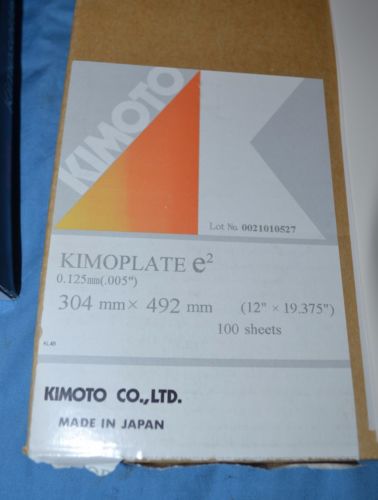 KIMOTO
Lot No. 0021010527
KIMOPLATE e²
0.125mm(.005")
304 mm × 492 mm (12" × 19.375")
100 sheets
KL4B
KIMOTO CO.,LTD.
MADE IN JAPAN